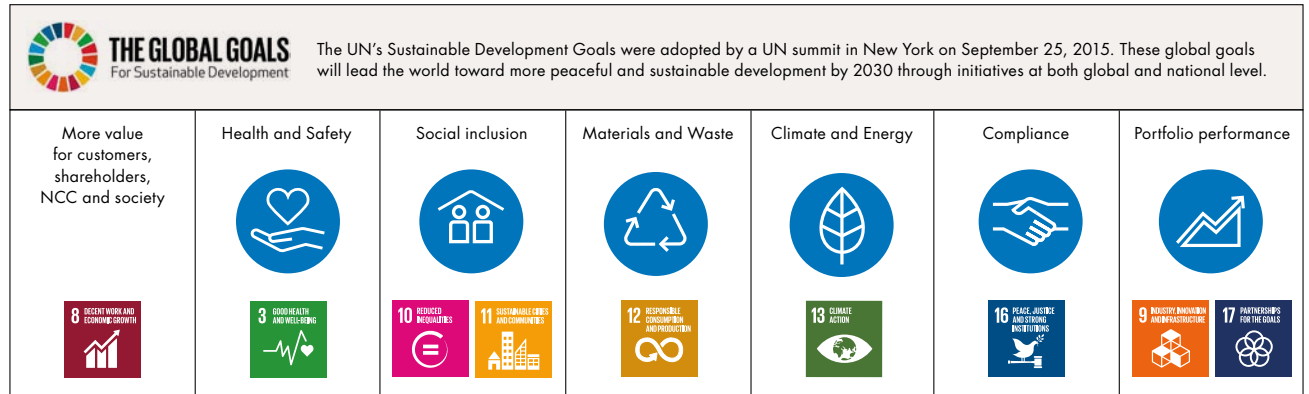 THE GLOBAL GOALS
For Sustainable Development
The UN's Sustainable Development Goals were adopted by a UN summit in New York on September 25, 2015. These global goals
will lead the world toward more peaceful and sustainable development by 2030 through initiatives at both global and national level.
More value
for customers,
shareholders,
NCC and society
8 DECENT WORK AND
ECONOMIC GROWTH
Health and Safety
3 GOOD HEALTH
AND WELL-BEING
Social inclusion
10 REDUCED
INEQUALITIES
11 SUSTAINABLE CITIES
AND COMMUNITIES
Materials and Waste
12 RESPONSIBLE
CONSUMPTION
AND PRODUCTION
Climate and Energy
13 CLIMATE
ACTION
Compliance
16 PEACE, JUSTICE
AND STRONG
INSTITUTIONS
Portfolio performance
9 INDUSTRY, INNOVATION
AND INFRASTRUCTURE
17 PARTNERSHIPS
FOR THE GOALS